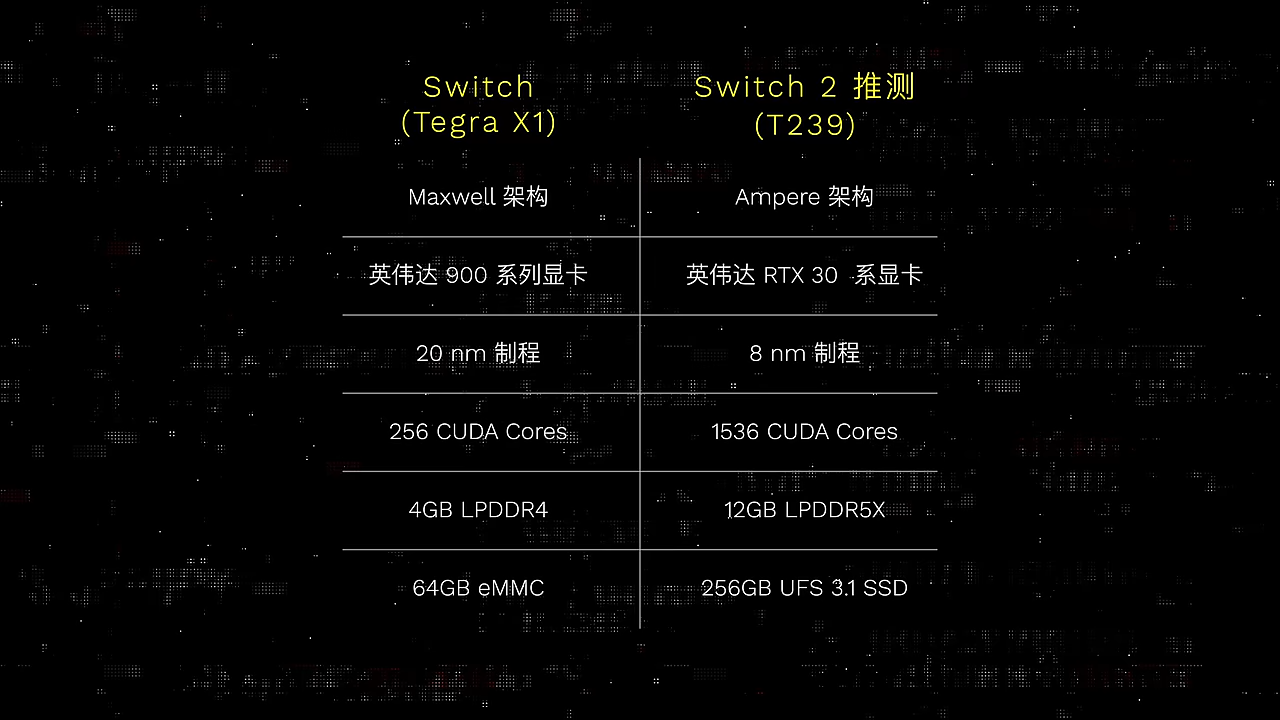 Switch
(Tegra X1)
Switch 2 推测
(T239)
Maxwell 架构
Ampere 架构
英伟达 900 系列显卡
英伟达 RTX 30 系显卡
20 nm 制程
8 nm 制程
256 CUDA Cores
1536 CUDA Cores
4GB LPDDR4
12GB LPDDR5X
64GB eMMC
256GB UFS 3.1 SSD